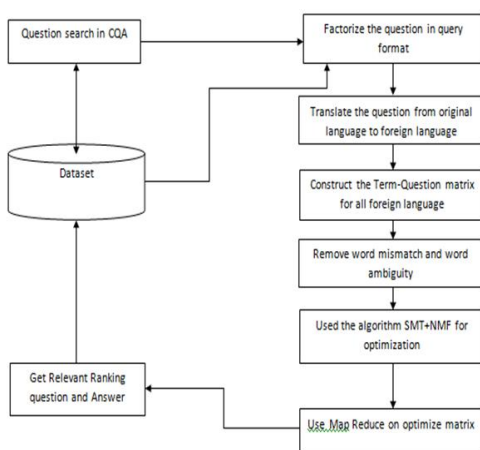 Question search in CQA
Factorize the question in query
format
Translate the question from original
language to foreign language
Dataset
Construct the Term-Question matrix
for all foreign language
Remove word mismatch and word
ambiguity
Used the algorithm SMT+NMF for
optimization
Get Relevant Ranking
question and Answer
Use Map Reduce on optimize matrix